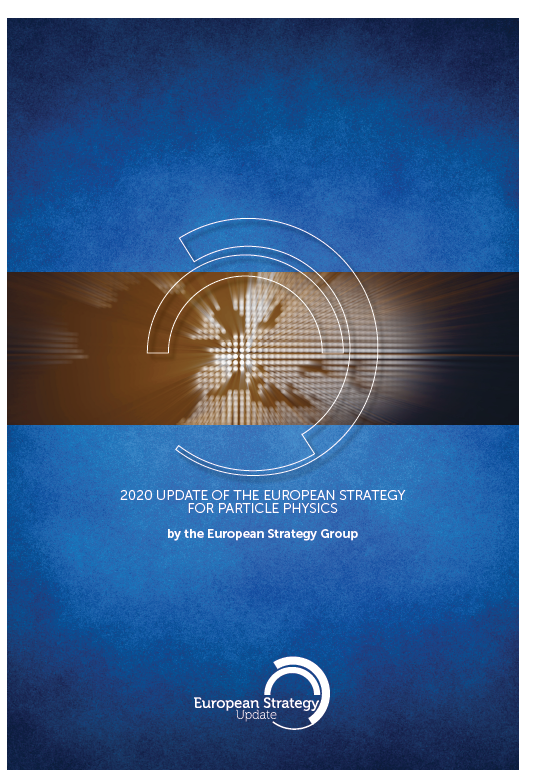 2020 UPDATE OF THE EUROPEAN STRATEGY
FOR PARTICLE PHYSICS
by the European Strategy Group
European Strategy
Update